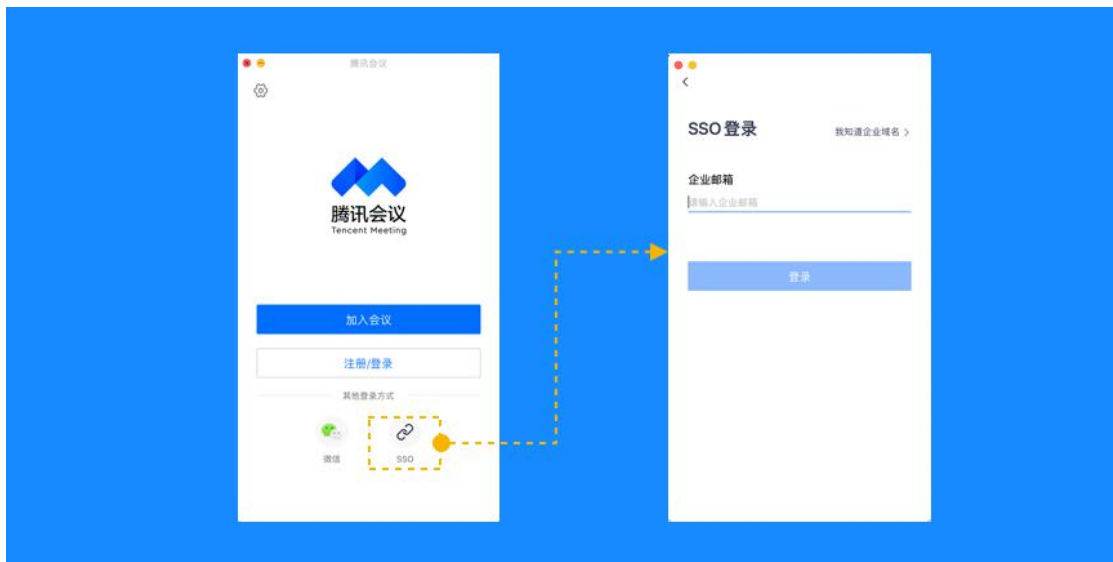 腾讯会议
腾讯会议
Tencent Meeting
加入会议
注册/登录
其他登录方式
微信
SSO
SSO 登录
我知道企业域名
企业邮箱
请输入企业邮箱
登录